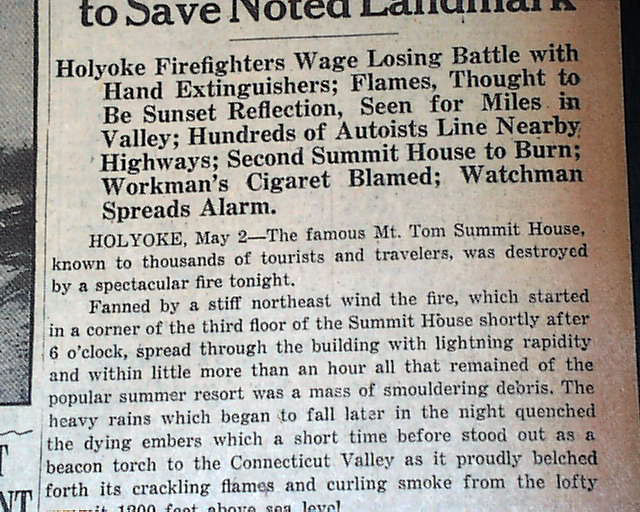 to Save Noted Landmark
Holyoke Firefighters Wage Losing Battle with
Hand Extinguishers; Flames, Thought to
Be Sunset Reflection, Seen for Miles in
Valley; Hundreds of Autoists Line Nearby
Highways; Second Summit House to Burn;
Workman's Cigaret Blamed; Watchman
Spreads Alarm.
HOLYOKE, May 2—The famous Mt. Tom Summit House,
known to thousands of tourists and travelers, was destroyed
by a spectacular fire tonight.
Fanned by a stiff northeast wind the fire, which started
in a corner of the third floor of the Summit House shortly after
6 o'clock, spread through the building with lightning rapidity
and within little more than an hour all that remained of the
popular summer resort was a mass of smouldering debris. The
heavy rains which began to fall later in the night quenched
the dying embers which a short time before stood out as a
beacon torch to the Connecticut Valley as it proudly belched
forth its crackling flames and curling smoke from the lofty
summit 1200 feet above sea level
T
NT